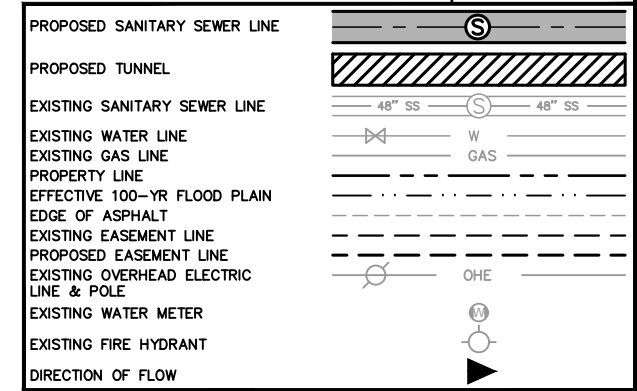 PROPOSED SANITARY SEWER LINE S
PROPOSED TUNNEL
EXISTING SANITARY SEWER LINE 48" SS S 48" SS
EXISTING WATER LINE W
EXISTING GAS LINE GAS
PROPERTY LINE
EFFECTIVE 100-YR FLOOD PLAIN
EDGE OF ASPHALT
EXISTING EASEMENT LINE
PROPOSED EASEMENT LINE
EXISTING OVERHEAD ELECTRIC OHE
LINE & POLE
EXISTING WATER METER W
EXISTING FIRE HYDRANT
DIRECTION OF FLOW